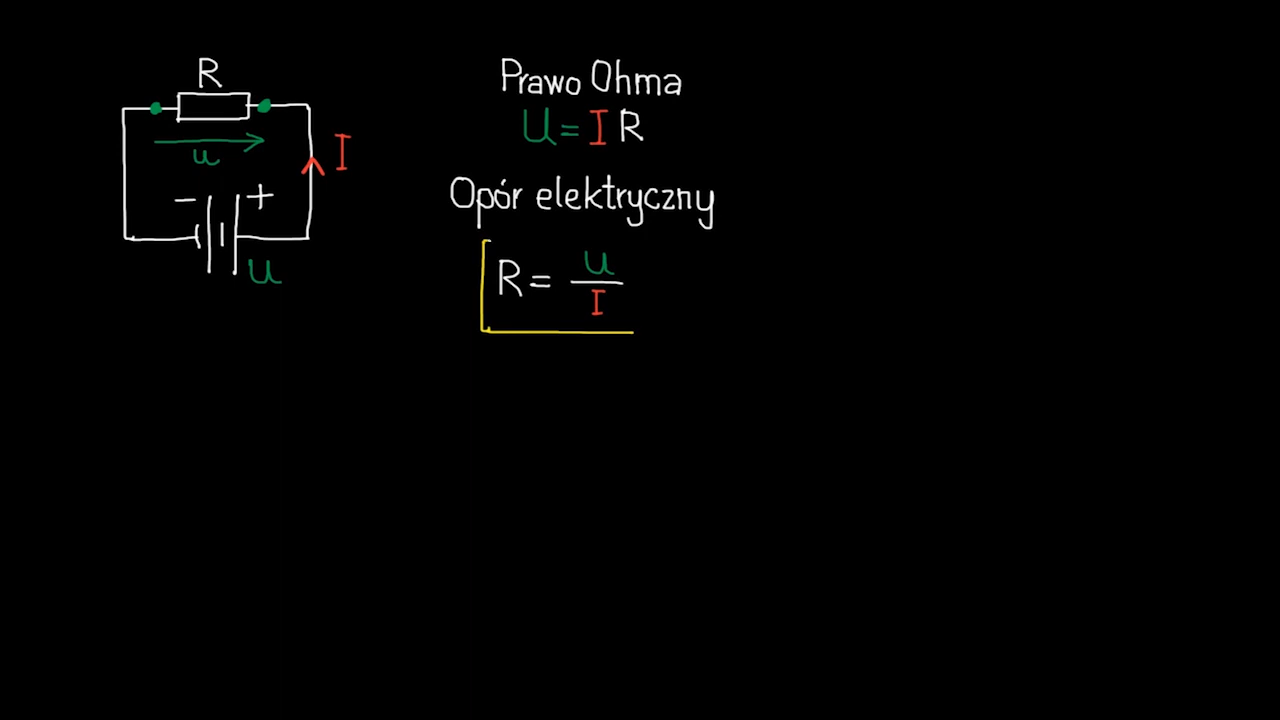 R
u
I
- +
U
Prawo Ohma
U = I R
Opór elektryczny
R = U
I